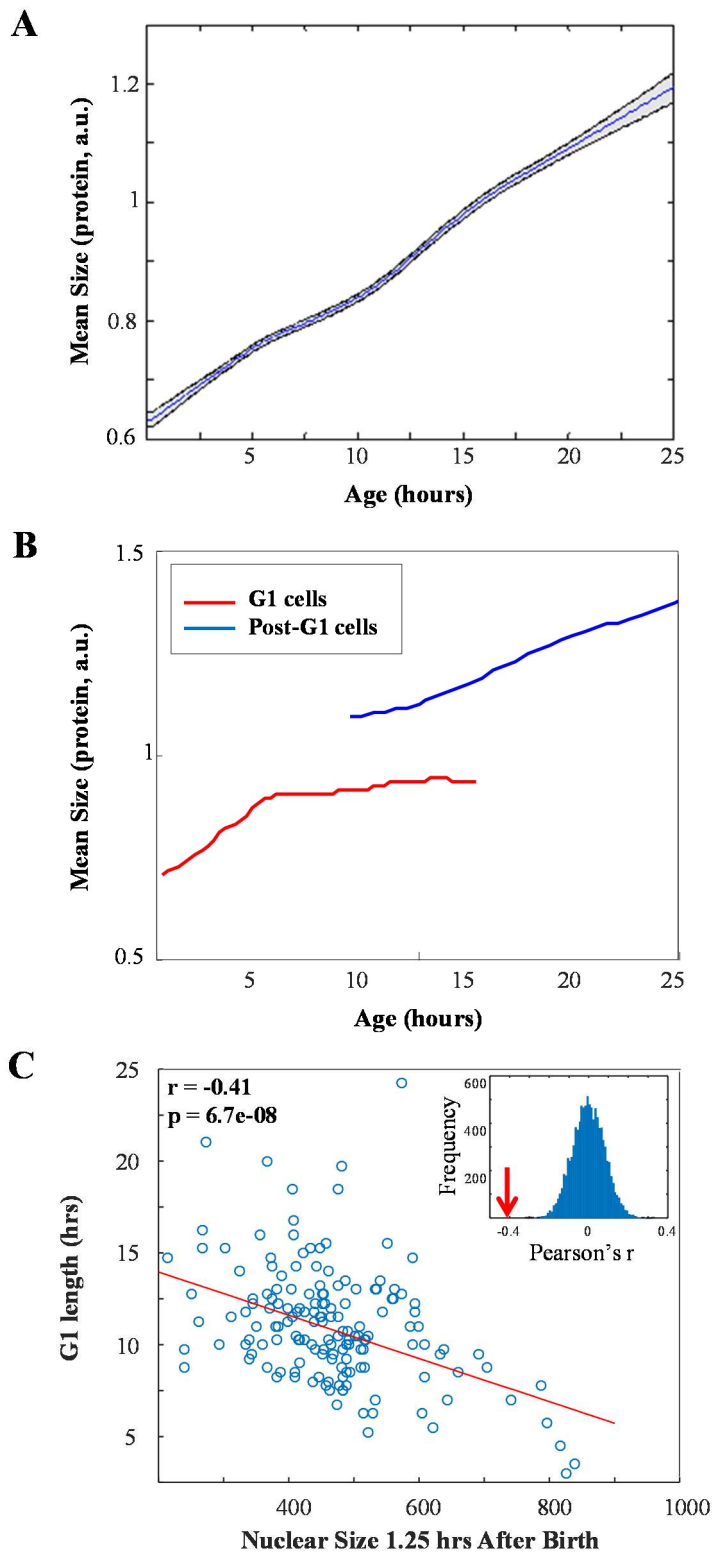 A
Mean Size (protein, a.u.)
1.2
1
0.8
0.6
5
10
15
20
25
Age (hours)
B
Mean Size (protein, a.u.)
1.5
1
0.5
G1 cells
Post-G1 cells
5
10
15
20
25
Age (hours)
C
G1 length (hrs)
25
20
15
10
5
r = -0.41
p = 6.7e-08
Frequency
600
400
200
-0.4
0
0.4
Pearson's r
400
600
800
1000
Nuclear Size 1.25 hrs After Birth